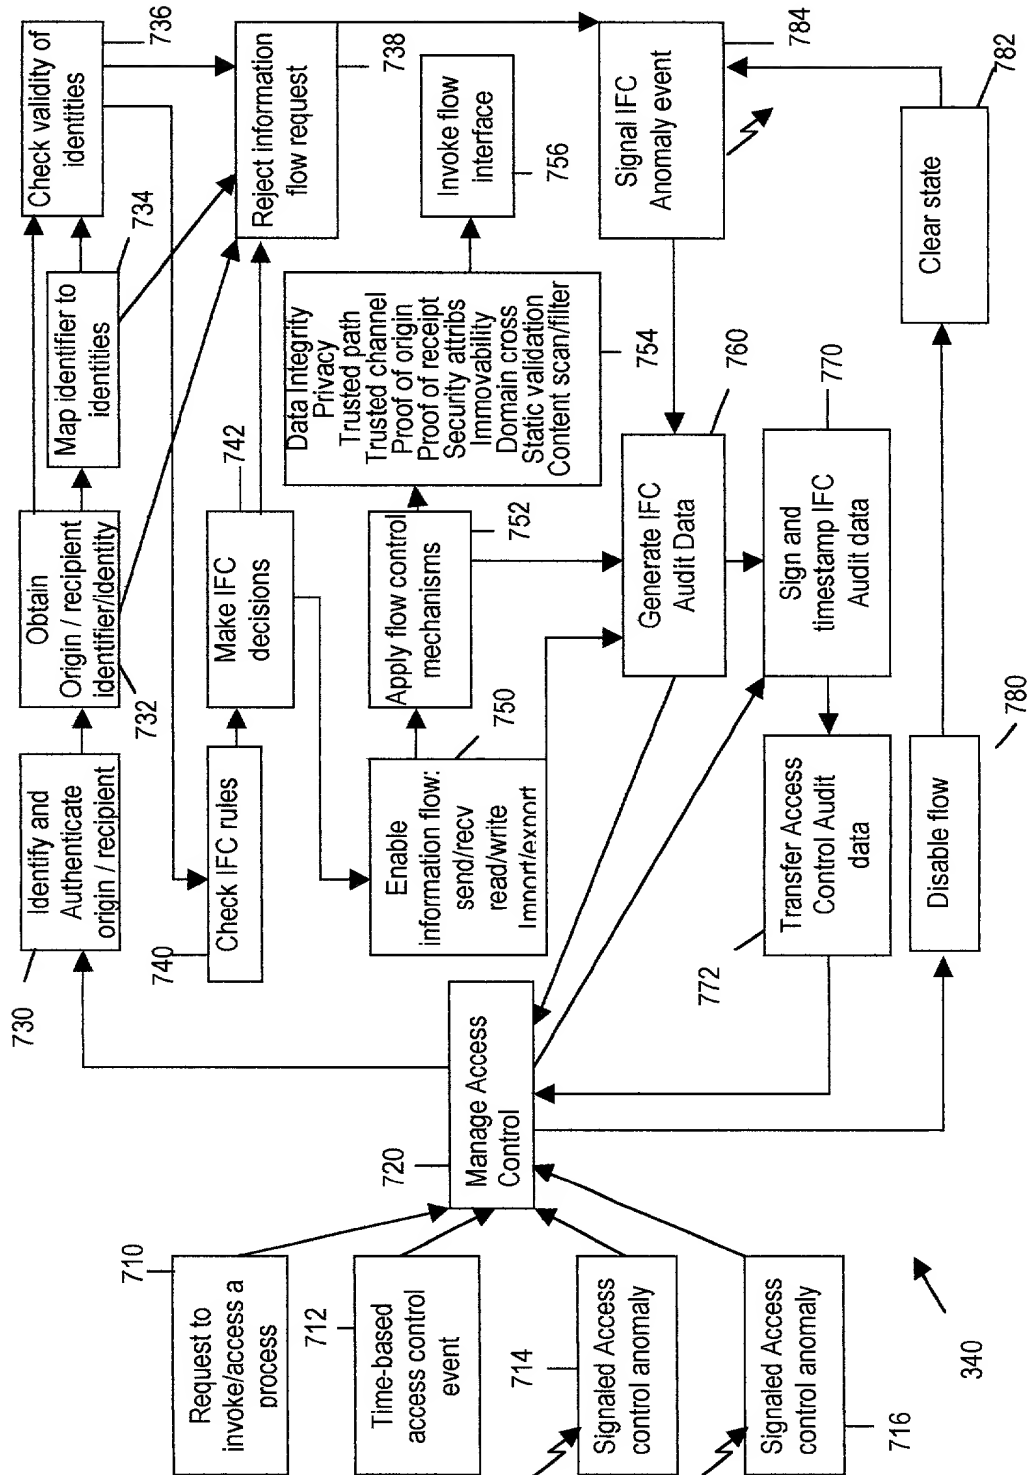 Request to
invoke/access a
process
710
Time-based
access control
event
712
Signaled Access
control anomaly
714
Signaled Access
control anomaly
716
340
Manage Access
Control
720
Identify and
Authenticate
origin / recipient
730
Obtain
Origin / recipient
identifier/identity
732
Map identifier to
identities
734
Check validity of
identities
736
Reject information
flow request
738
Check IFC rules
740
Make IFC
decisions
742
Enable
information flow:
send/recv
read/write
Import/export
750
Apply flow control
mechanisms
752
Data Integrity
Privacy
Trusted path
Trusted channel
Proof of origin
Proof of receipt
Security attribs
Immovability
Domain cross
Static validation
Content scan/filter
754
Invoke flow
interface
756
Generate IFC
Audit Data
760
Sign and
timestamp IFC
Audit data
770
Transfer Access
Control Audit
data
772
Disable flow
780
Clear state
782
Signal IFC
Anomaly event
784